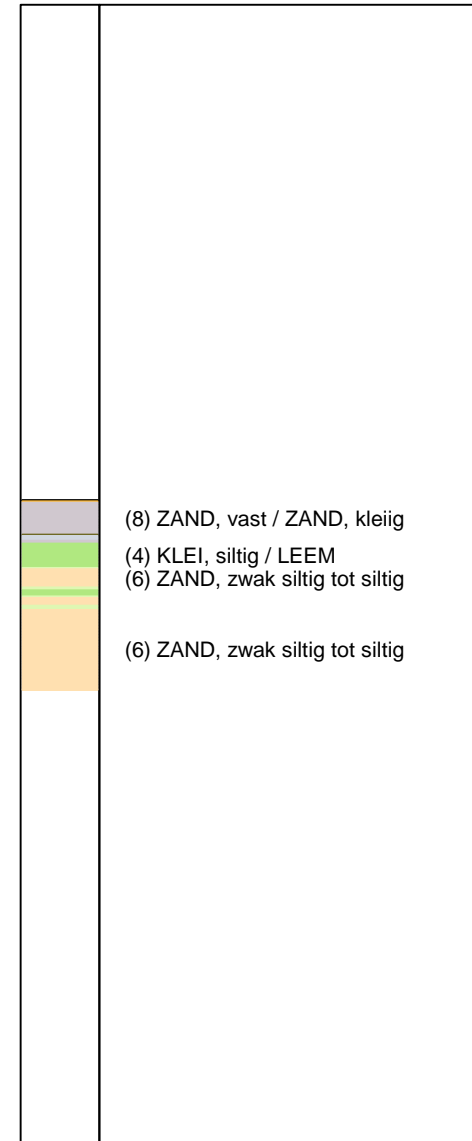 (8) ZAND, vast / ZAND, kleiig
(4) KLEI, siltig / LEEM
(6) ZAND, zwak siltig tot siltig
(6) ZAND, zwak siltig tot siltig